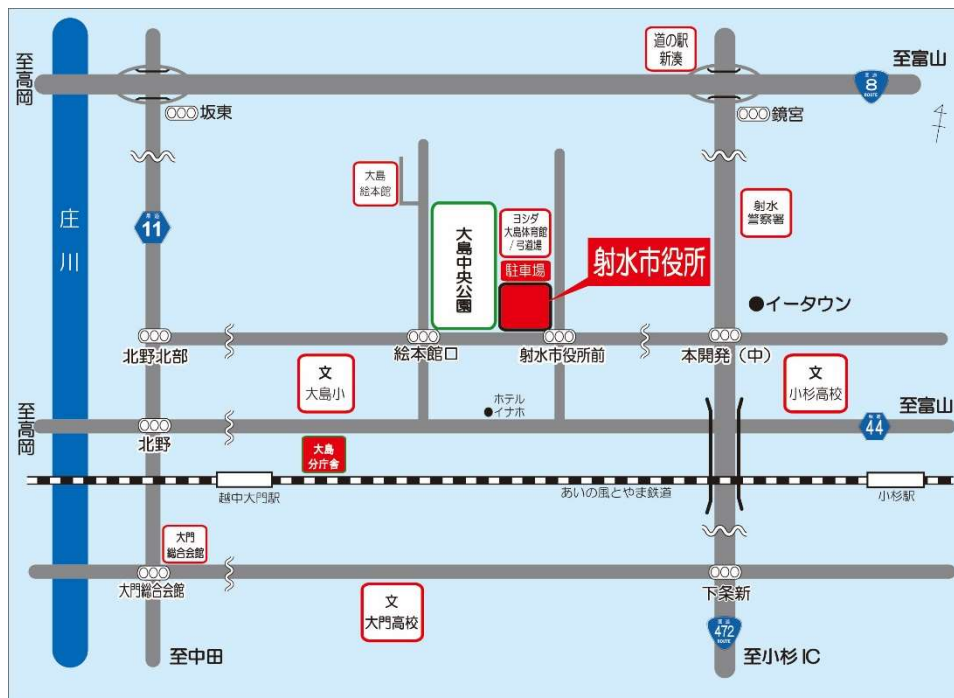 道の駅
新湊
至高岡
至富山
国道
8
ROUTE
坂東
鏡宮
大島
絵本館
ヨシダ
大島体育館
/弓道場
射水
警察署
庄川
11
大島中央公園
駐車場
射水市役所
イータウン
北野北部
絵本館口
射水市役所前
本開発(中)
文
大島小
ホテル
イナホ
文
小杉高校
至富山
至高岡
北野
44
大島
分庁舎
越中大門駅
あいの風とやま鉄道
小杉駅
大門
総合会館
大門総合会館
下条新
文
大門高校
国道
472
ROUTE
至中田
至小杉IC